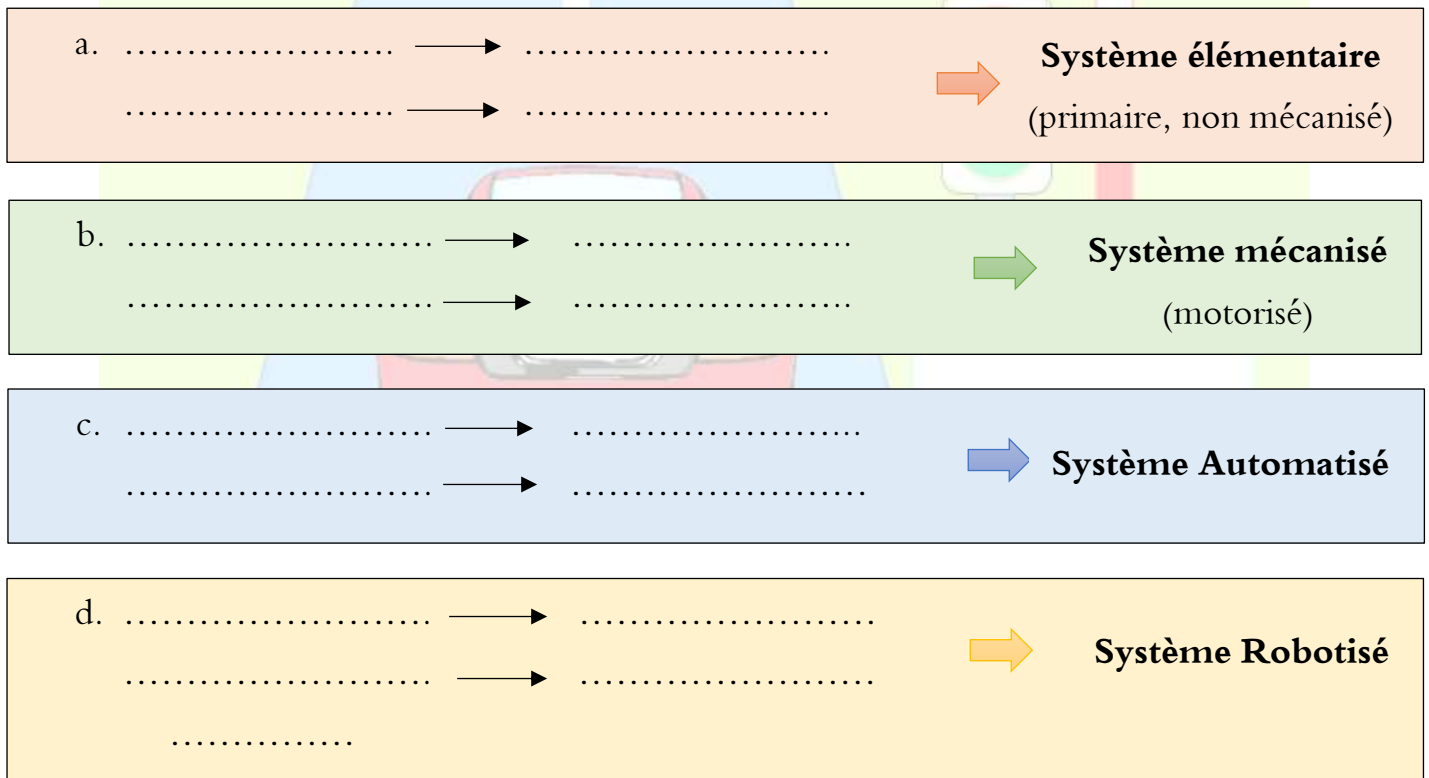 a. ………………………… ⟶ …………………………
………………………… ⟶ …………………………
Système élémentaire
(primaire, non mécanisé)
b. ………………………… ⟶ …………………………
………………………… ⟶ …………………………
Système mécanisé
(motorisé)
c. ………………………… ⟶ …………………………
………………………… ⟶ …………………………
Système Automatisé
d. ………………………… ⟶ …………………………
………………………… ⟶ …………………………
Système Robotisé
……………